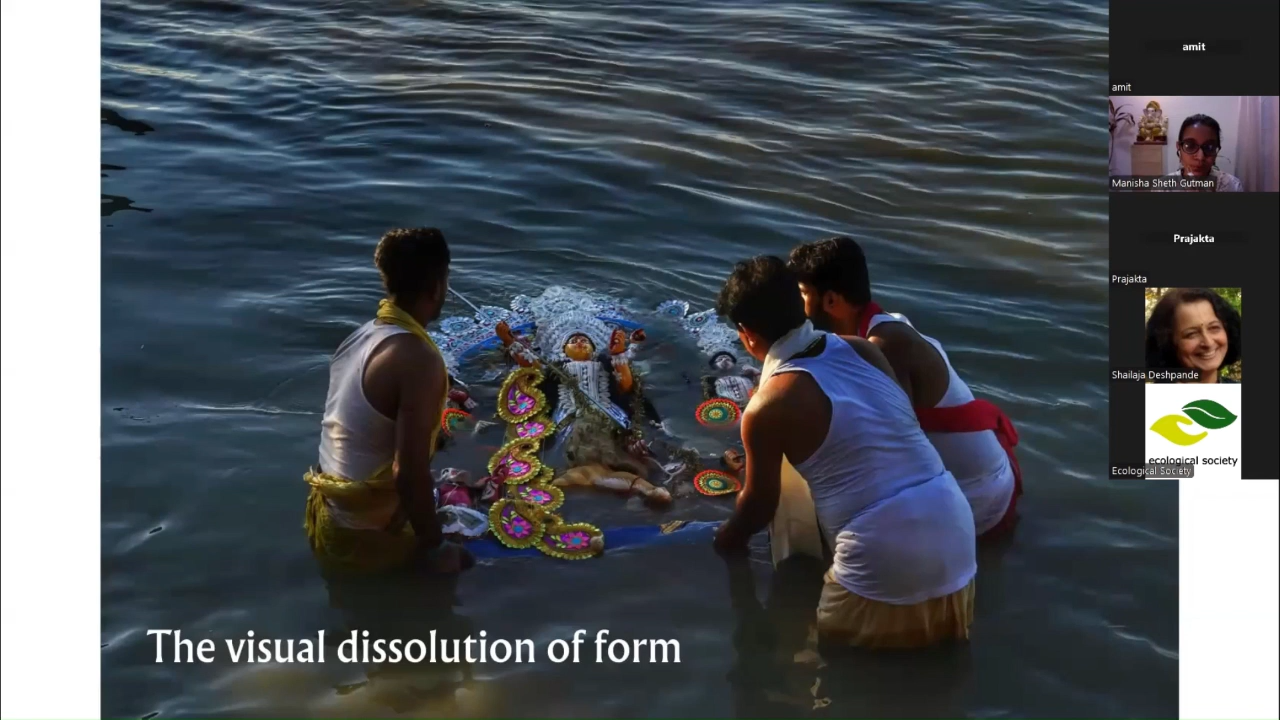 amit
amit
Manisha Sheth Gutman
Prajakta
Prajakta
Shailaja Deshpande
ecological society
Ecological Society
The visual dissolution of form